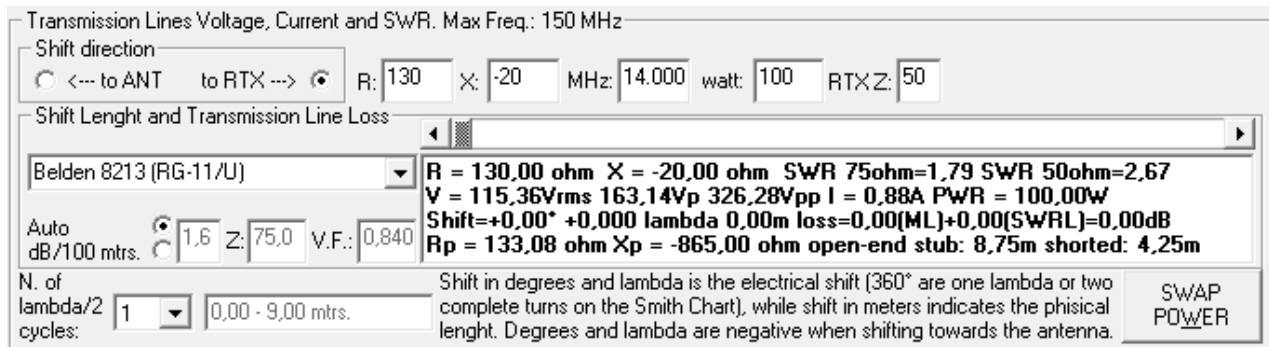 Transmission Lines Voltage, Current and SWR. Max Freq.: 150 MHz
Shift direction
<--- to ANT to RTX ---> R: 130 X: -20 MHz: 14.000 watt: 100 RTX Z: 50
Shift Lenght and Transmission Line Loss
Belden 8213 (RG-11/U)
Auto
dB/100 mtrs. 1,6 Z: 75,0 V.F.: 0,840
R = 130,00 ohm X = -20,00 ohm SWR 75ohm=1,79 SWR 50ohm=2,67
V = 115,36Vrms 163,14Vp 326,28Vpp I = 0,88A PWR = 100,00W
Shift=+0,00° +0,000 lambda 0,00m loss=0,00(ML)+0,00(SWRL)=0,00dB
Rp = 133,08 ohm Xp = -865,00 ohm open-end stub: 8,75m shorted: 4,25m
N. of
lambda/2
cycles: 1 0,00 - 9,00 mtrs.
Shift in degrees and lambda is the electrical shift (360° are one lambda or two
complete turns on the Smith Chart), while shift in meters indicates the phisical
lenght. Degrees and lambda are negative when shifting towards the antenna.
SWAP
POWER